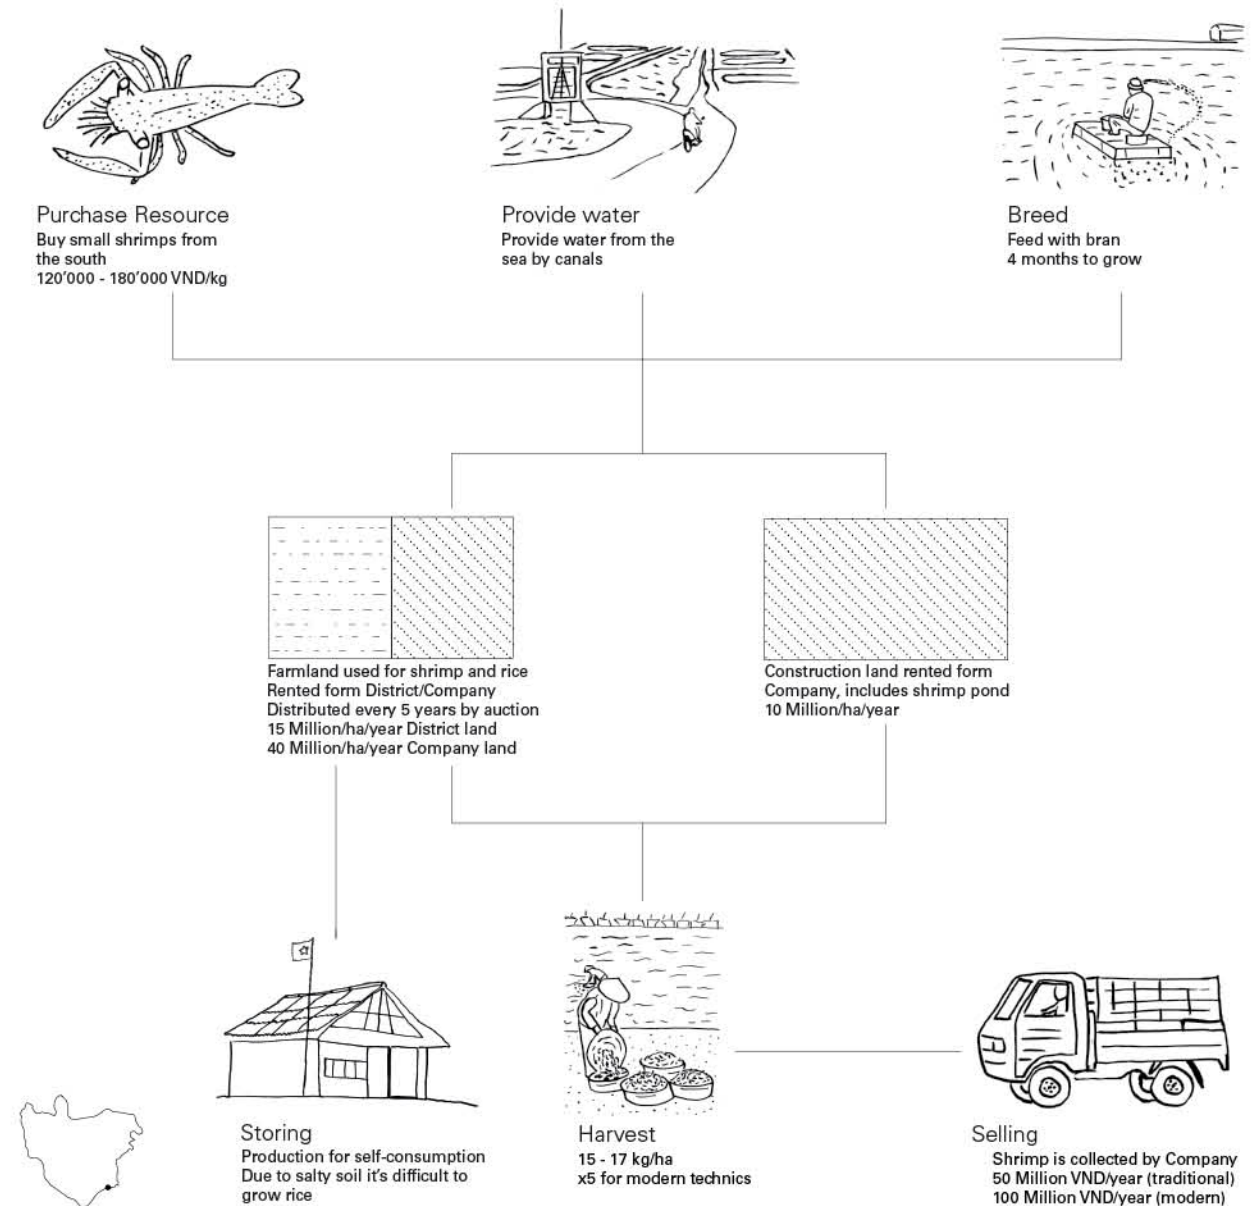 Purchase Resource
Buy small shrimps from
the south
120'000 - 180'000 VND/kg
Provide water
Provide water from the
sea by canals
Breed
Feed with bran
4 months to grow
Farmland used for shrimp and rice
Rented form District/Company
Distributed every 5 years by auction
15 Million/ha/year District land
40 Million/ha/year Company land
Construction land rented form
Company, includes shrimp pond
10 Million/ha/year
Storing
Production for self-consumption
Due to salty soil it's difficult to
grow rice
Harvest
15 - 17 kg/ha
x5 for modern technics
Selling
Shrimp is collected by Company
50 Million VND/year (traditional)
100 Million VND/year (modern)